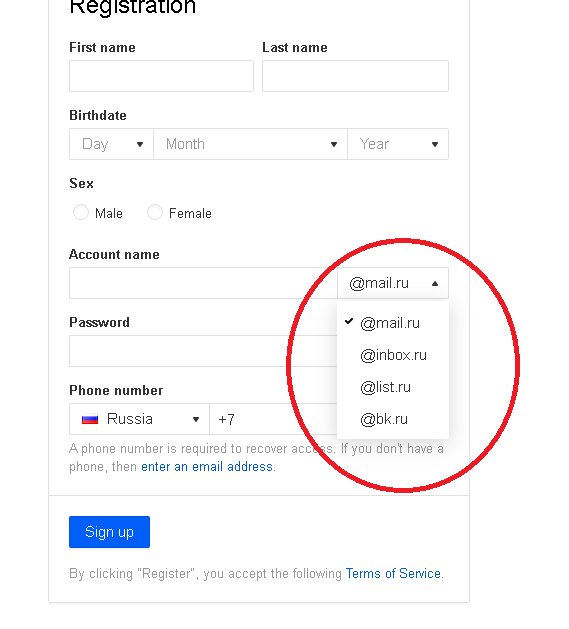 Registration
First name Last name
Birthdate
Day Month Year
Sex
Male Female
Account name
@mail.ru
@mail.ru
Password
@inbox.ru
@list.ru
Phone number
Russia +7 @bk.ru
A phone number is required to recover access. If you don't have a
phone, then enter an email address.
Sign up
By clicking "Register", you accept the following Terms of Service.